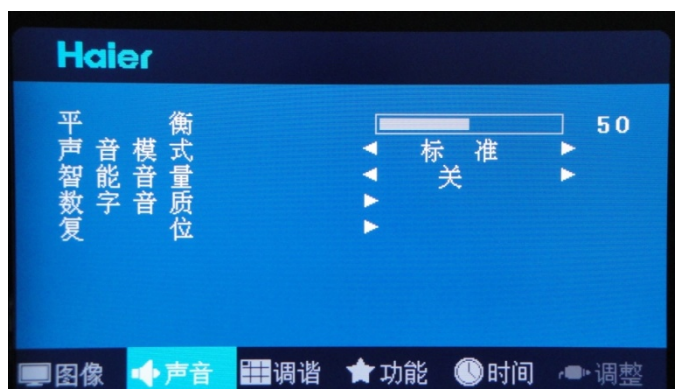 Haier
平衡 50
声音模式 标准
智能音量 关
数字音质
复位
图像 声音 调谐 功能 时间 调整